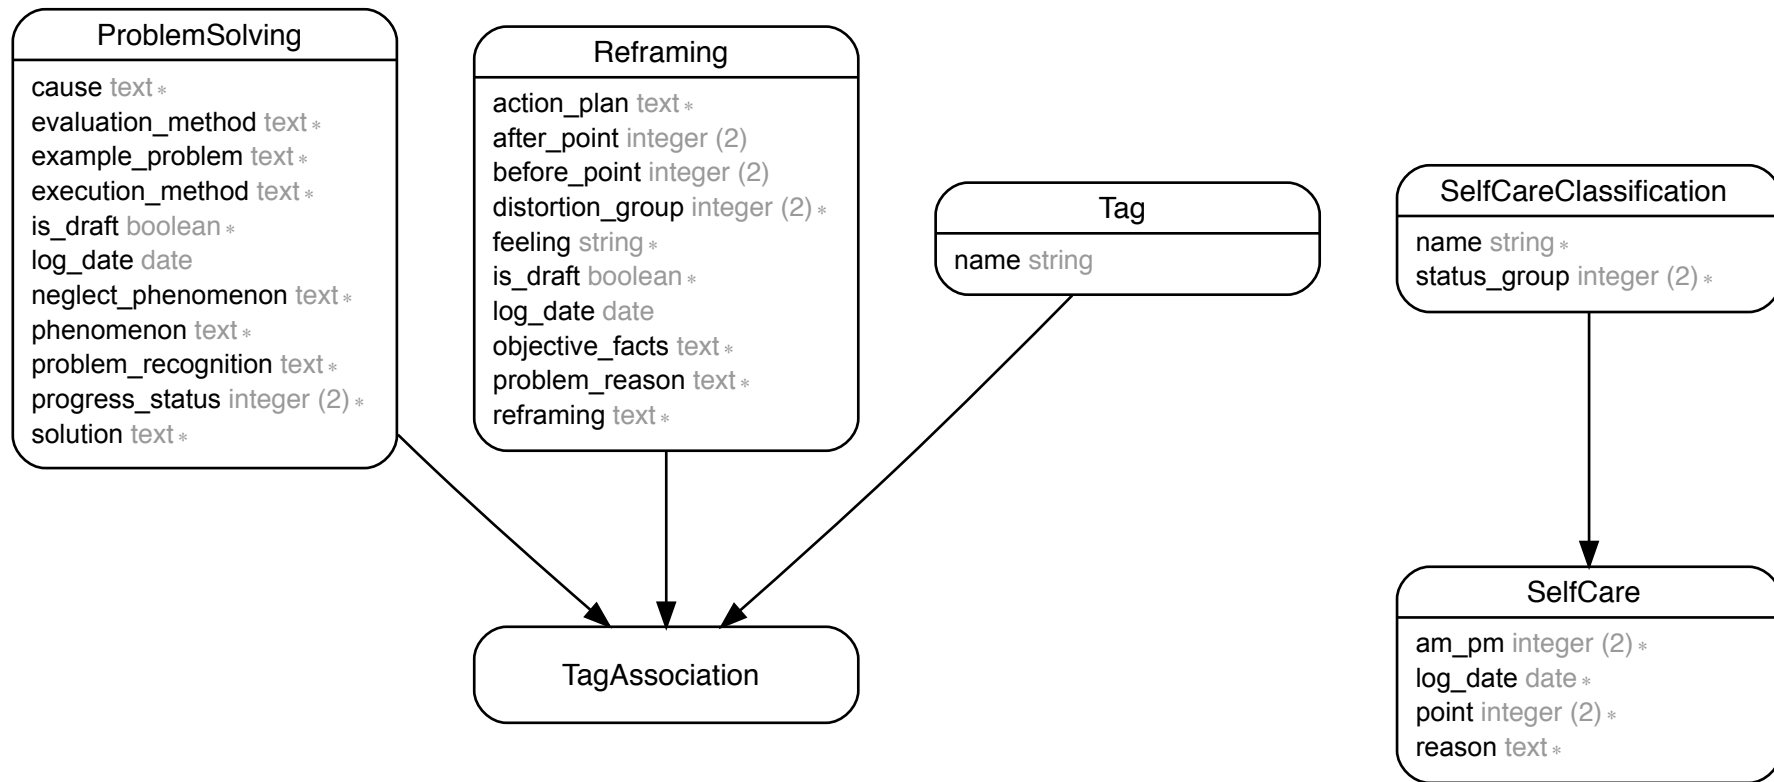 ProblemSolving
cause text *
evaluation_method text *
example_problem text *
execution_method text *
is_draft boolean *
log_date date
neglect_phenomenon text *
phenomenon text *
problem_recognition text *
progress_status integer (2) *
solution text *
Reframing
action_plan text *
after_point integer (2)
before_point integer (2)
distortion_group integer (2) *
feeling string *
is_draft boolean *
log_date date
objective_facts text *
problem_reason text *
reframing text *
Tag
name string
SelfCareClassification
name string *
status_group integer (2) *
TagAssociation
SelfCare
am_pm integer (2) *
log_date date *
point integer (2) *
reason text *